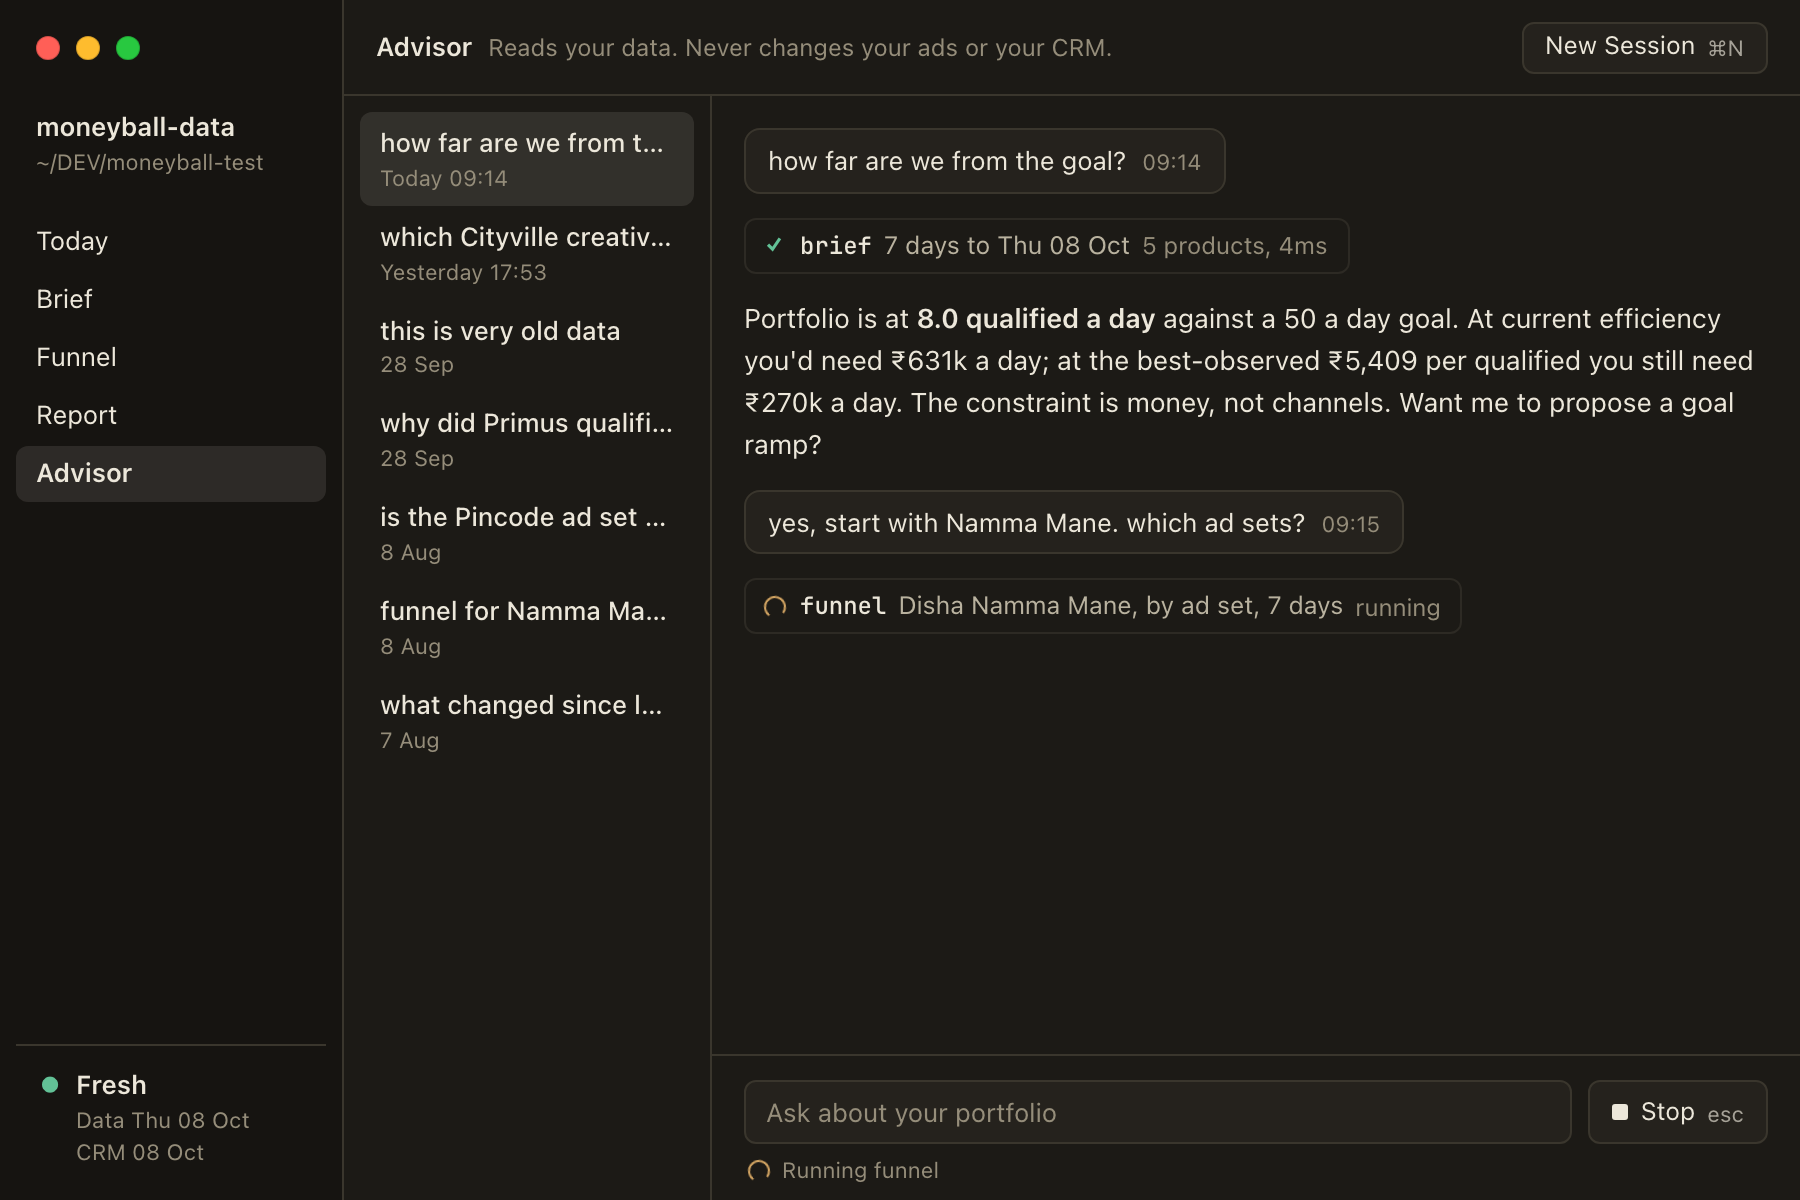 moneyball-data
~/DEV/moneyball-test
Today
Brief
Funnel
Report
Advisor
Fresh
Data Thu 08 Oct
CRM 08 Oct
Advisor Reads your data. Never changes your ads or your CRM.
New Session ⌘N
how far are we from t...
Today 09:14
which Cityville creativ...
Yesterday 17:53
this is very old data
28 Sep
why did Primus qualifi...
28 Sep
is the Pincode ad set ...
8 Aug
funnel for Namma Ma...
8 Aug
what changed since l...
7 Aug
how far are we from the goal? 09:14
brief 7 days to Thu 08 Oct 5 products, 4ms
Portfolio is at 8.0 qualified a day against a 50 a day goal. At current efficiency
you'd need ₹631k a day; at the best-observed ₹5,409 per qualified you still need
₹270k a day. The constraint is money, not channels. Want me to propose a goal
ramp?
yes, start with Namma Mane. which ad sets? 09:15
funnel Disha Namma Mane, by ad set, 7 days running
Ask about your portfolio
Stop esc
Running funnel